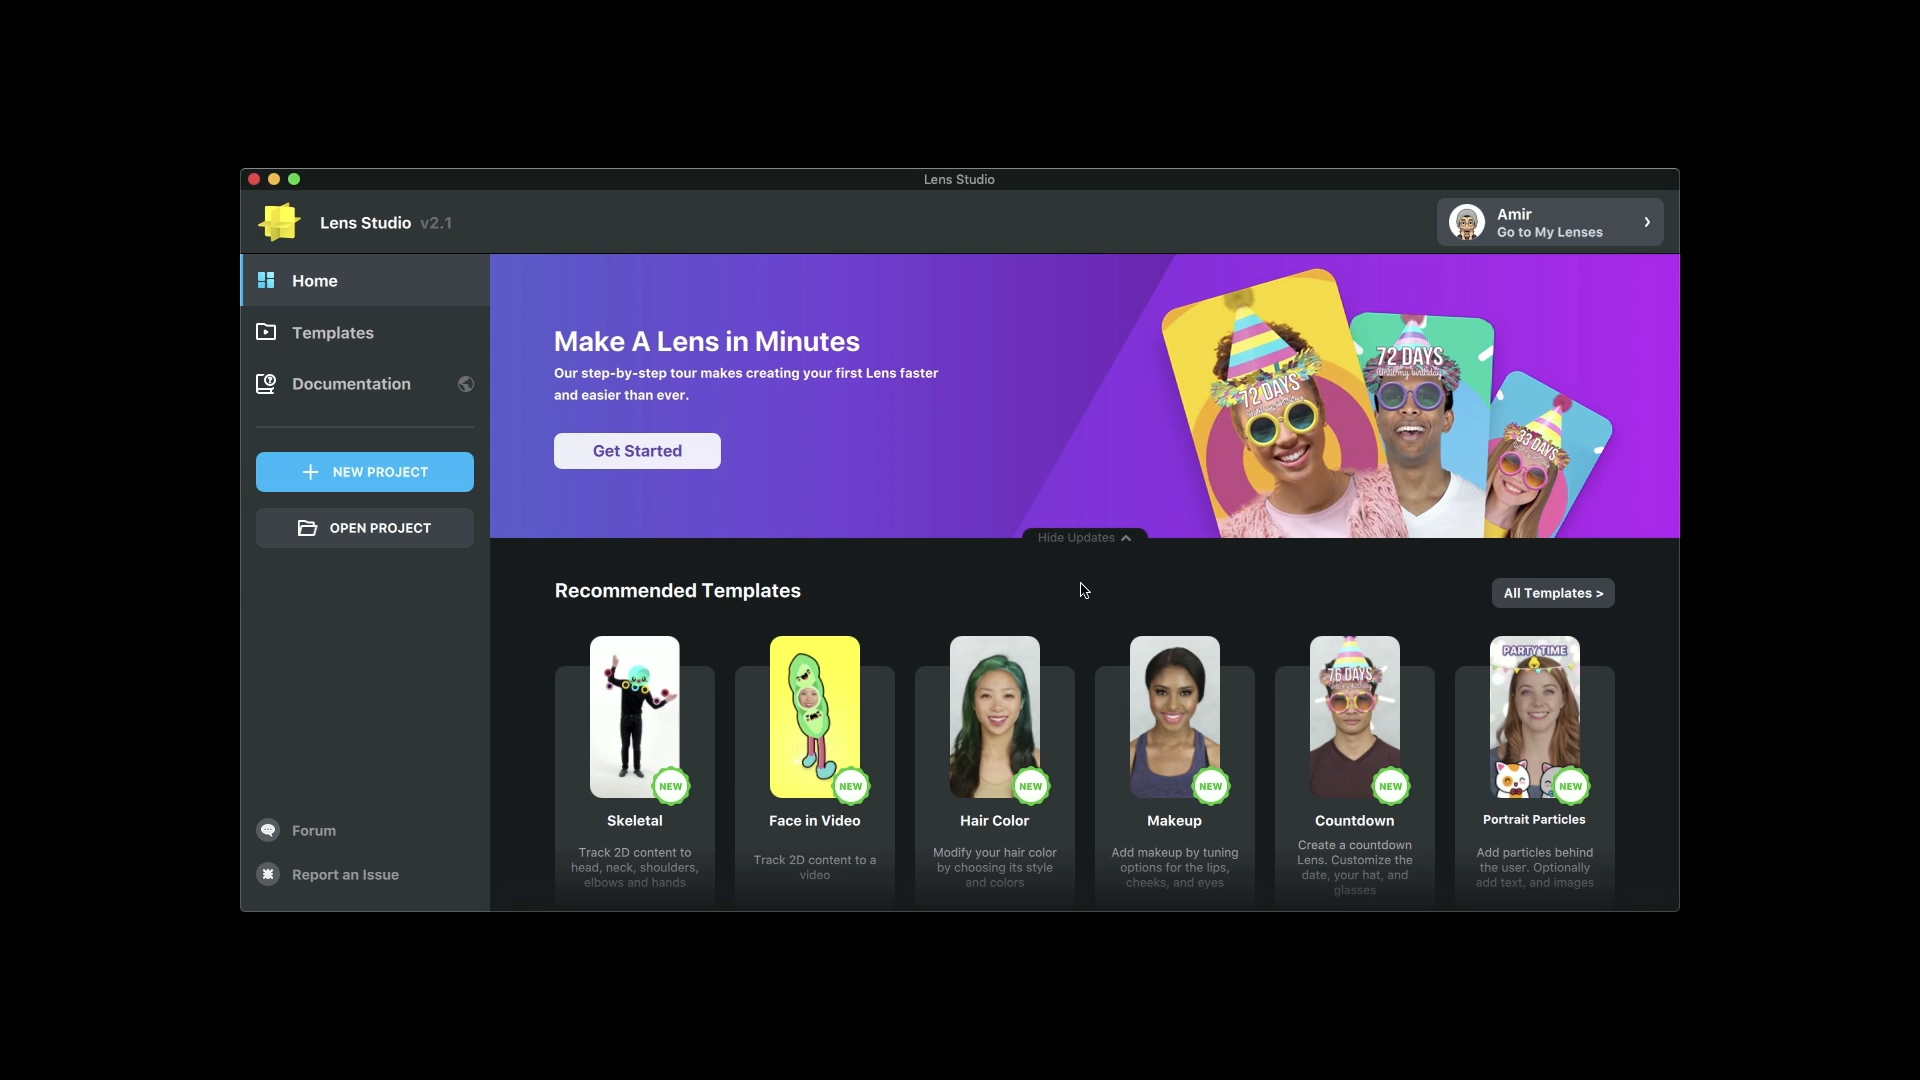 Lens Studio
Lens Studio v2.1
Amir
Go to My Lenses
Home
Templates
Documentation
NEW PROJECT
OPEN PROJECT
Forum
Report an Issue
Make A Lens in Minutes
Our step-by-step tour makes creating your first Lens faster
and easier than ever.
Get Started
72 DAYS
72 DAYS
Until my birthday
33 DAYS
Hide Updates
Recommended Templates
All Templates >
NEW
Skeletal
Track 2D content to
head, neck, shoulders,
elbows and hands
NEW
Face in Video
Track 2D content to a
video
NEW
Hair Color
Modify your hair color
by choosing its style
and colors
NEW
Makeup
Add makeup by tuning
options for the lips,
cheeks, and eyes
76 DAYS
NEW
Countdown
Create a countdown
Lens. Customize the
date, your hat, and
glasses
PARTY TIME
NEW
Portrait Particles
Add particles behind
the user. Optionally
add text, and images